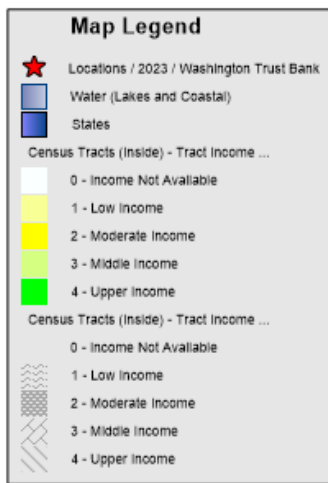 Map Legend
Locations / 2023 / Washington Trust Bank
Water (Lakes and Coastal)
States
Census Tracts (Inside) - Tract Income ...
0 - Income Not Available
1 - Low Income
2 - Moderate Income
3 - Middle Income
4 - Upper Income
Census Tracts (Inside) - Tract Income ...
0 - Income Not Available
1 - Low Income
2 - Moderate Income
3 - Middle Income
4 - Upper Income